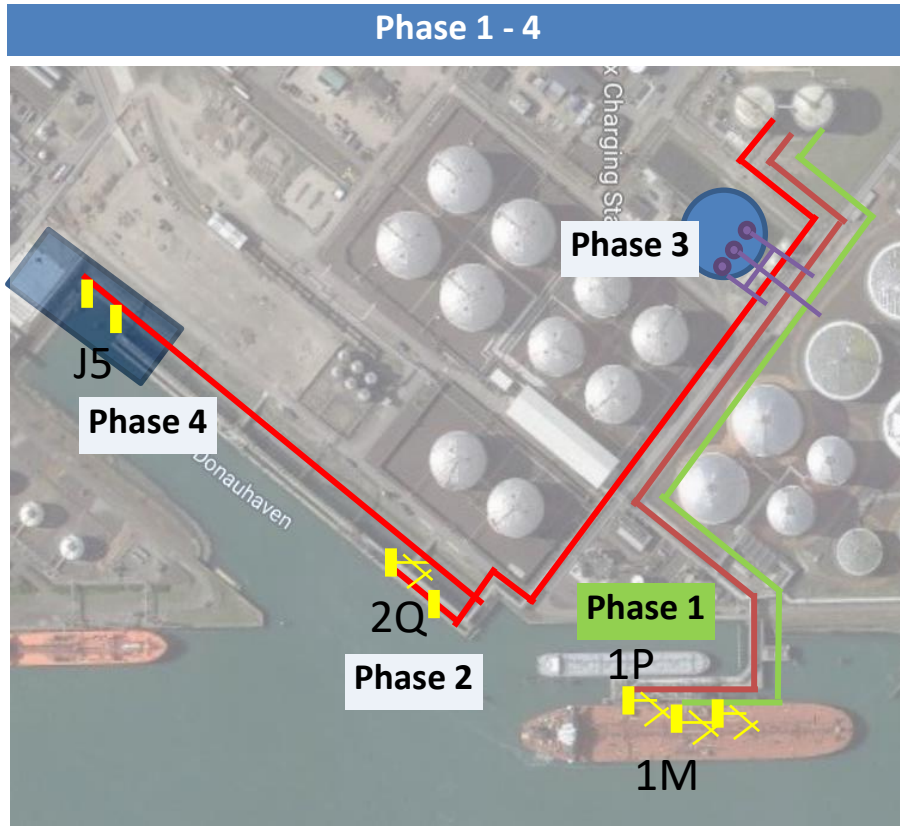 Phase 1 - 4
x Charging Sta
Phase 3
J5
Phase 4
Donauhaven
2Q
Phase 1
1P
Phase 2
1M